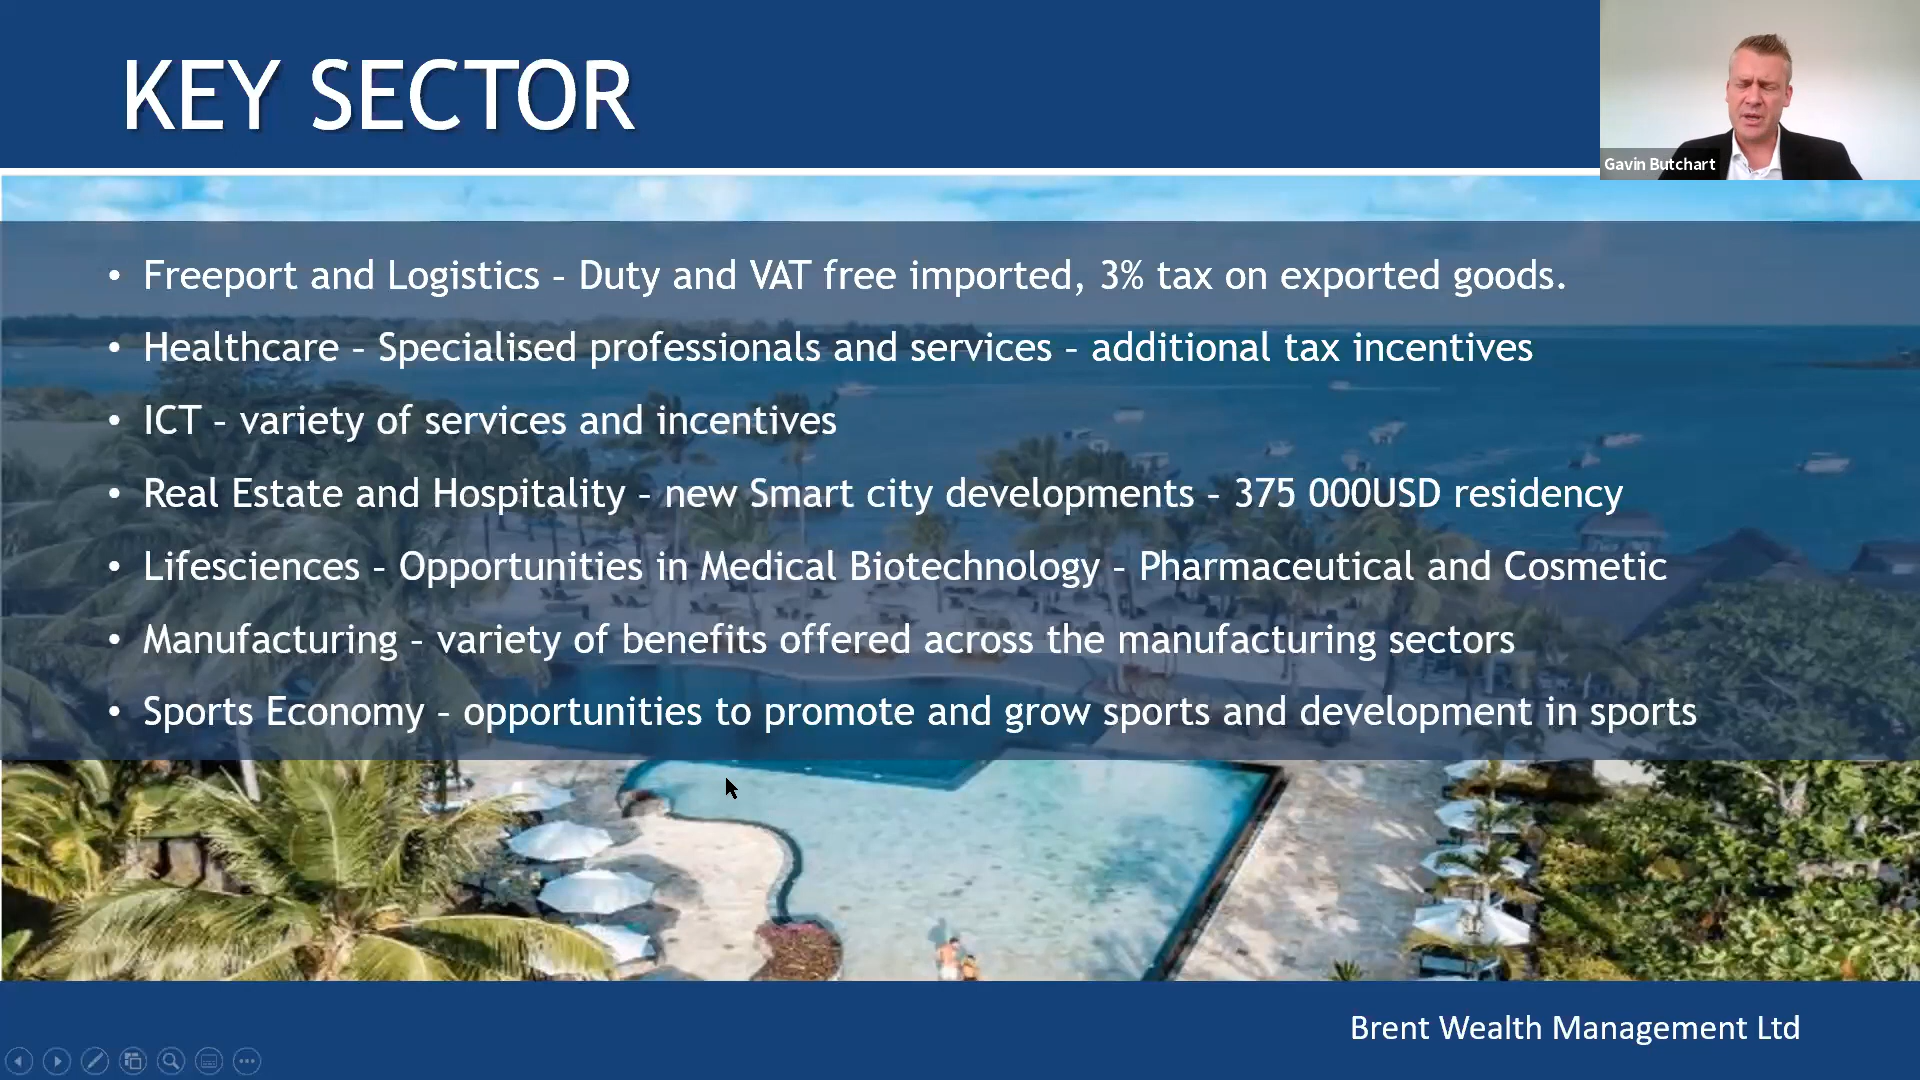 KEY SECTOR
Gavin Butchart
• Freeport and Logistics – Duty and VAT free imported, 3% tax on exported goods.
• Healthcare – Specialised professionals and services – additional tax incentives
• ICT – variety of services and incentives
• Real Estate and Hospitality – new Smart city developments – 375 000USD residency
• Lifesciences – Opportunities in Medical Biotechnology – Pharmaceutical and Cosmetic
• Manufacturing – variety of benefits offered across the manufacturing sectors
• Sports Economy – opportunities to promote and grow sports and development in sports
Brent Wealth Management Ltd